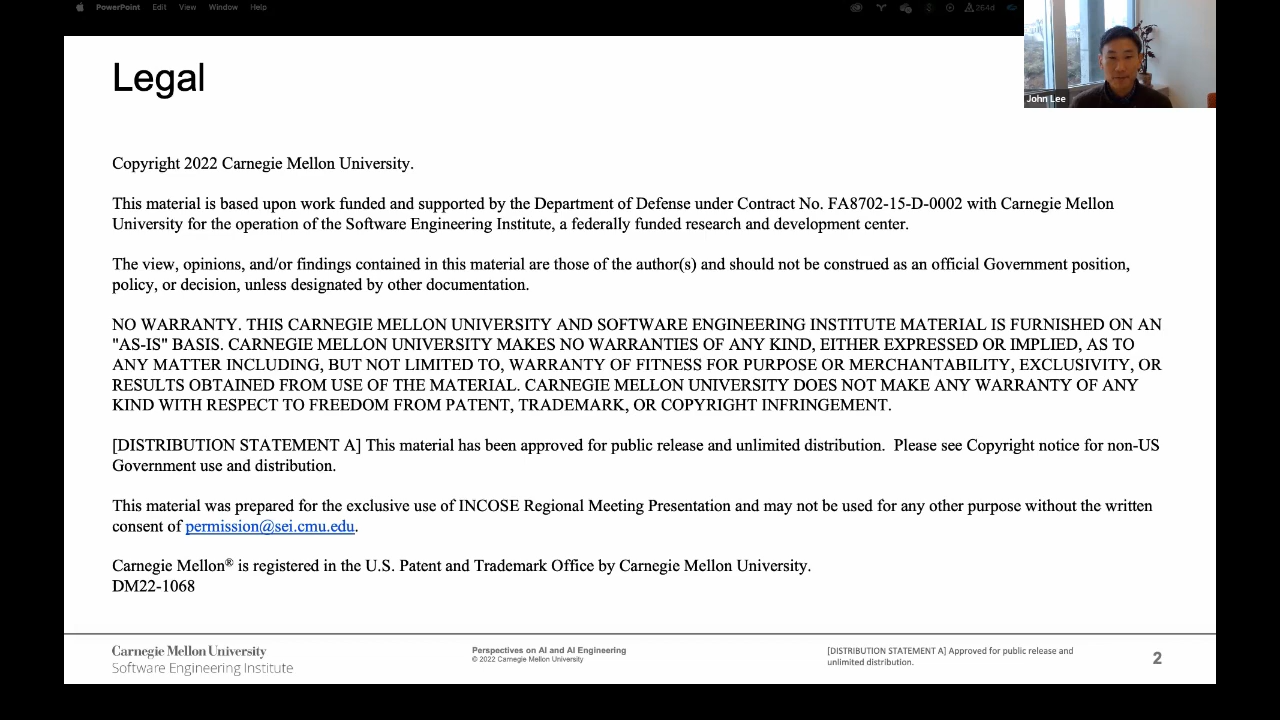 PowerPoint Edit View Window Help
264d
John Lee
Legal
Copyright 2022 Carnegie Mellon University.
This material is based upon work funded and supported by the Department of Defense under Contract No. FA8702-15-D-0002 with Carnegie Mellon
University for the operation of the Software Engineering Institute, a federally funded research and development center.
The view, opinions, and/or findings contained in this material are those of the author(s) and should not be construed as an official Government position,
policy, or decision, unless designated by other documentation.
NO WARRANTY. THIS CARNEGIE MELLON UNIVERSITY AND SOFTWARE ENGINEERING INSTITUTE MATERIAL IS FURNISHED ON AN
"AS-IS" BASIS. CARNEGIE MELLON UNIVERSITY MAKES NO WARRANTIES OF ANY KIND, EITHER EXPRESSED OR IMPLIED, AS TO
ANY MATTER INCLUDING, BUT NOT LIMITED TO, WARRANTY OF FITNESS FOR PURPOSE OR MERCHANTABILITY, EXCLUSIVITY, OR
RESULTS OBTAINED FROM USE OF THE MATERIAL. CARNEGIE MELLON UNIVERSITY DOES NOT MAKE ANY WARRANTY OF ANY
KIND WITH RESPECT TO FREEDOM FROM PATENT, TRADEMARK, OR COPYRIGHT INFRINGEMENT.
[DISTRIBUTION STATEMENT A] This material has been approved for public release and unlimited distribution. Please see Copyright notice for non-US
Government use and distribution.
This material was prepared for the exclusive use of INCOSE Regional Meeting Presentation and may not be used for any other purpose without the written
consent of permission@sei.cmu.edu.
Carnegie Mellon® is registered in the U.S. Patent and Trademark Office by Carnegie Mellon University.
DM22-1068
Carnegie Mellon University
Software Engineering Institute
Perspectives on AI and AI Engineering
© 2022 Carnegie Mellon University
[DISTRIBUTION STATEMENT A] Approved for public release and
unlimited distribution.
2